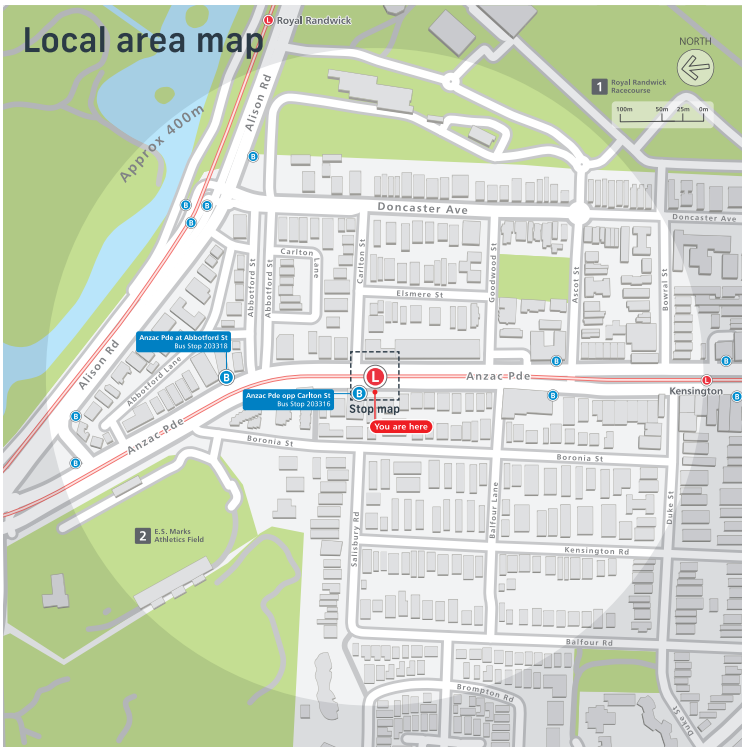 Local area map
L Royal Randwick
NORTH
1 Royal Randwick
Racecourse
100m 50m 25m 0m
Approx 400m
Alison Rd
B
B
B
B
Doncaster Ave
Doncaster Ave
Carlton
Lane
Abbotford St
Abbotford St
Carlton St
Goodwood St
Ascot St
Bowral St
Elsmere St
Anzac Pde at Abbotford St
Bus Stop 203318
B
Alison Rd
Abbotford Lane
B
B
L
Anzac Pde
B
B
L
Kensington
B
B
Anzac Pde opp Carlton St
Bus Stop 203316
B
Stop map
You are here
Anzac Pde
Boronia St
Boronia St
Balfour Lane
Duke St
Salisbury Rd
2 E.S. Marks
Athletics Field
Kensington Rd
Balfour Rd
Brompton Rd
Duke St